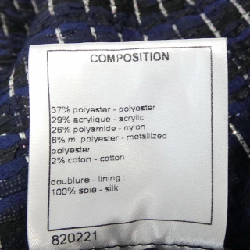 COMPOSITION
37% polyester - polyester
29% acrylique - acrylic
26% polyamide - nylon
6% m. polyester - metallized
polyester
2% coton - cotton
doublure - lining :
100% soie - silk
820221